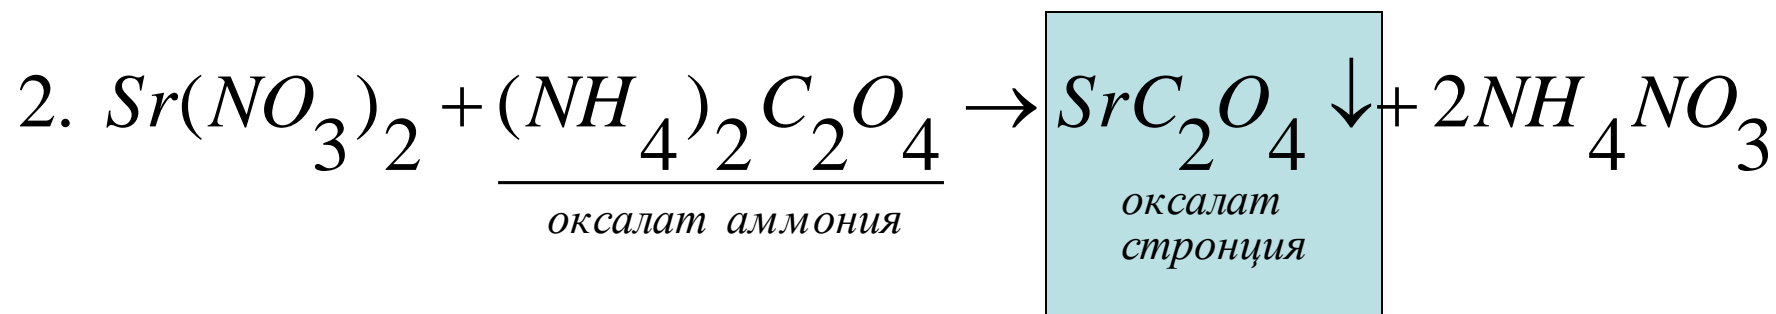 2. Sr(NO₃)₂ + (NH₄)₂C₂O₄ → SrC₂O₄ ↓ + 2NH₄NO₃
оксалат аммония
оксалат
стронция